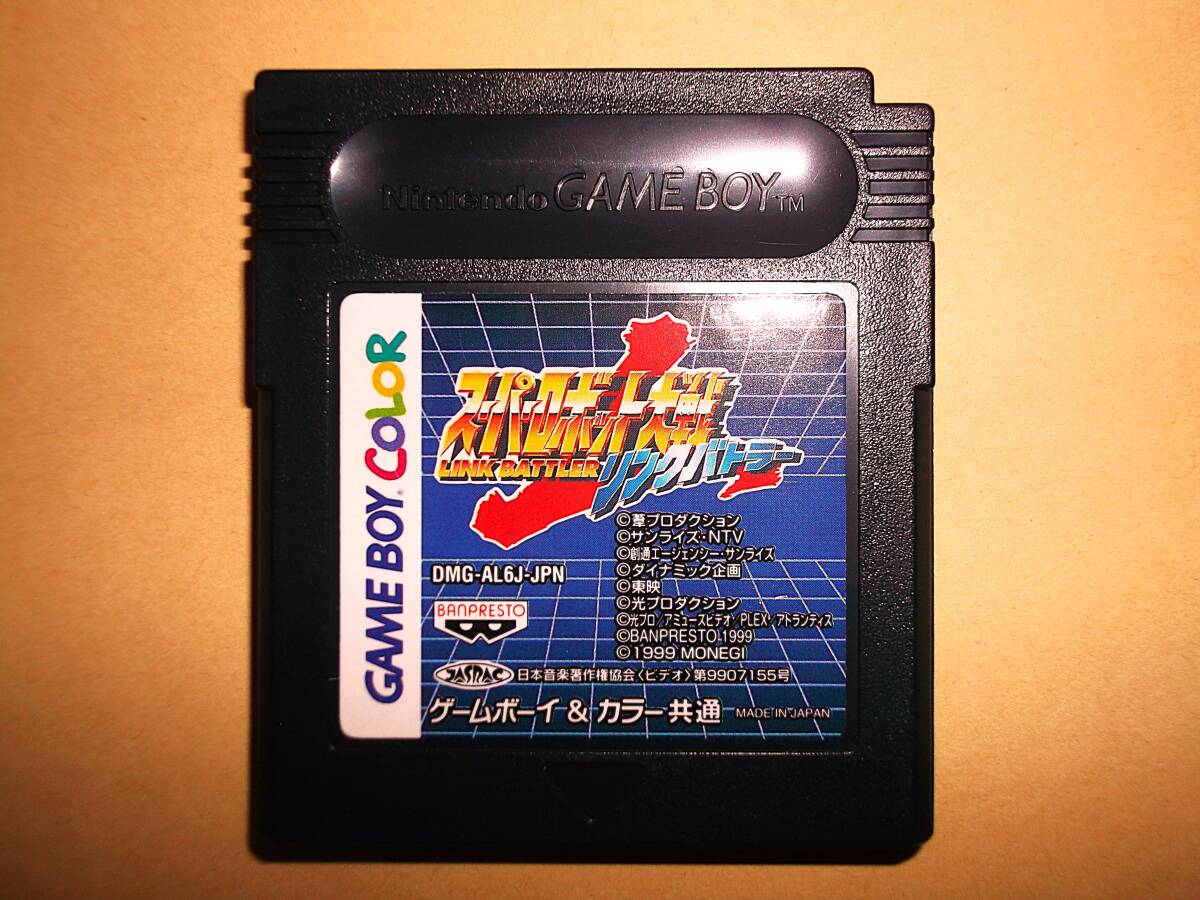 Nintendo GAME BOY™
GAME BOY® COLOR
スーパーロボット大戦
LINK BATTLER リンクバトラー
©葦プロダクション
©サンライズ・NTV
©創通エージェンシー・サンライズ
©ダイナミック企画
©東映
©光プロダクション
©光プロ/アミューズビデオ/PLEX/アトランティス
©BANPRESTO 1999
©1999 MONEGI
DMG-AL6J-JPN
BANPRESTO
JASRAC 日本音楽著作権協会〈ビデオ〉第9907155号
ゲームボーイ & カラー共通 MADE IN JAPAN